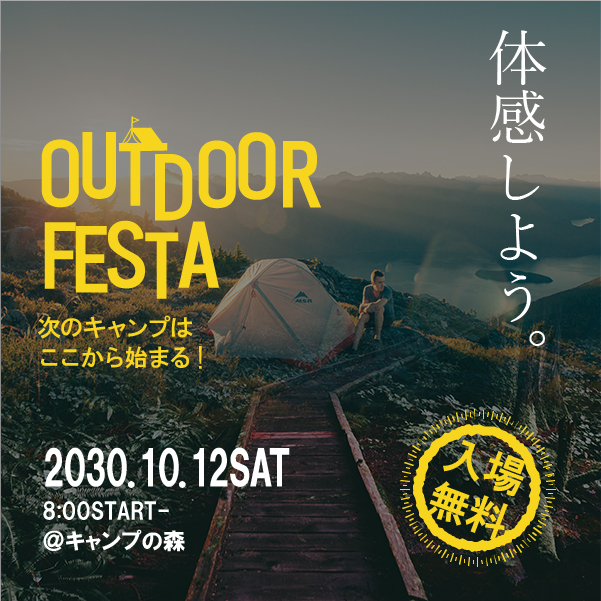 体感しよう。
OUTDOOR
FESTA
次のキャンプは
ここから始まる！
MSR
2030.10.12SAT
8:00START-
@キャンプの森
入場
無料